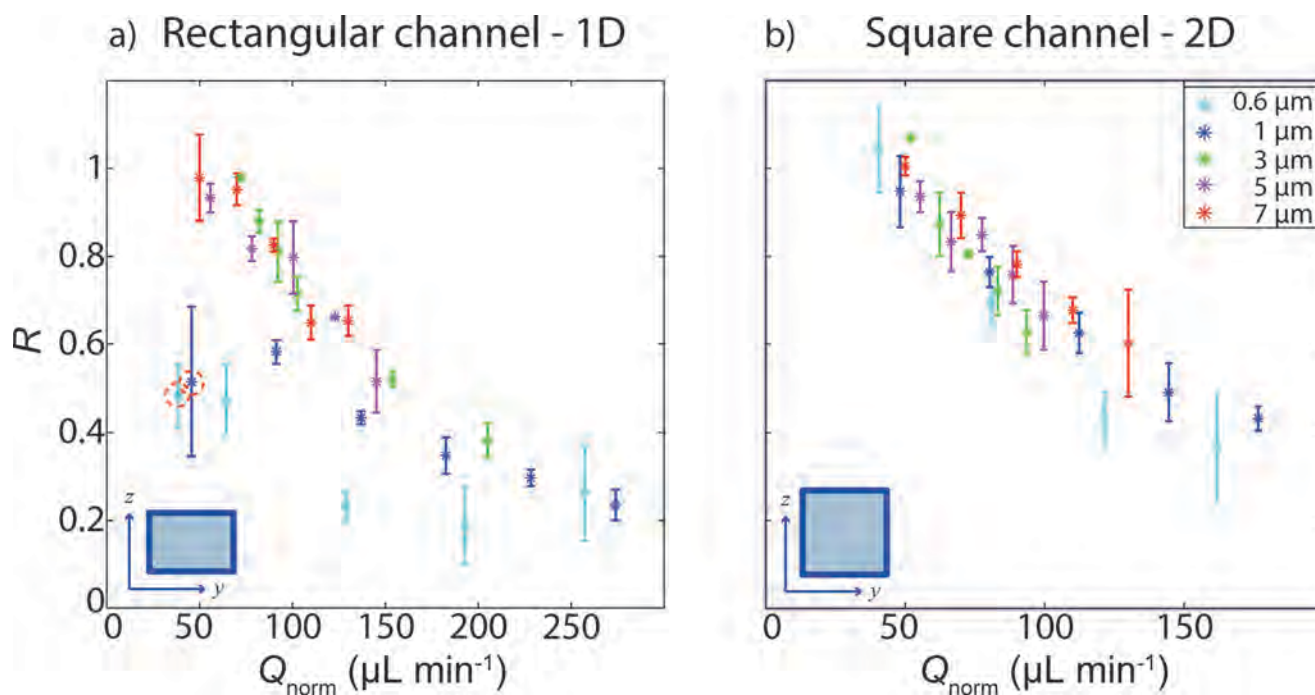 a) Rectangular channel - 1D
b) Square channel - 2D
R
1
0.8
0.6
0.4
0.2
0
0 50 100 150 200 250
Q_norm (µL min⁻¹)
z
y
0.6 µm
1 µm
3 µm
5 µm
7 µm
0 50 100 150
Q_norm (µL min⁻¹)
z
y